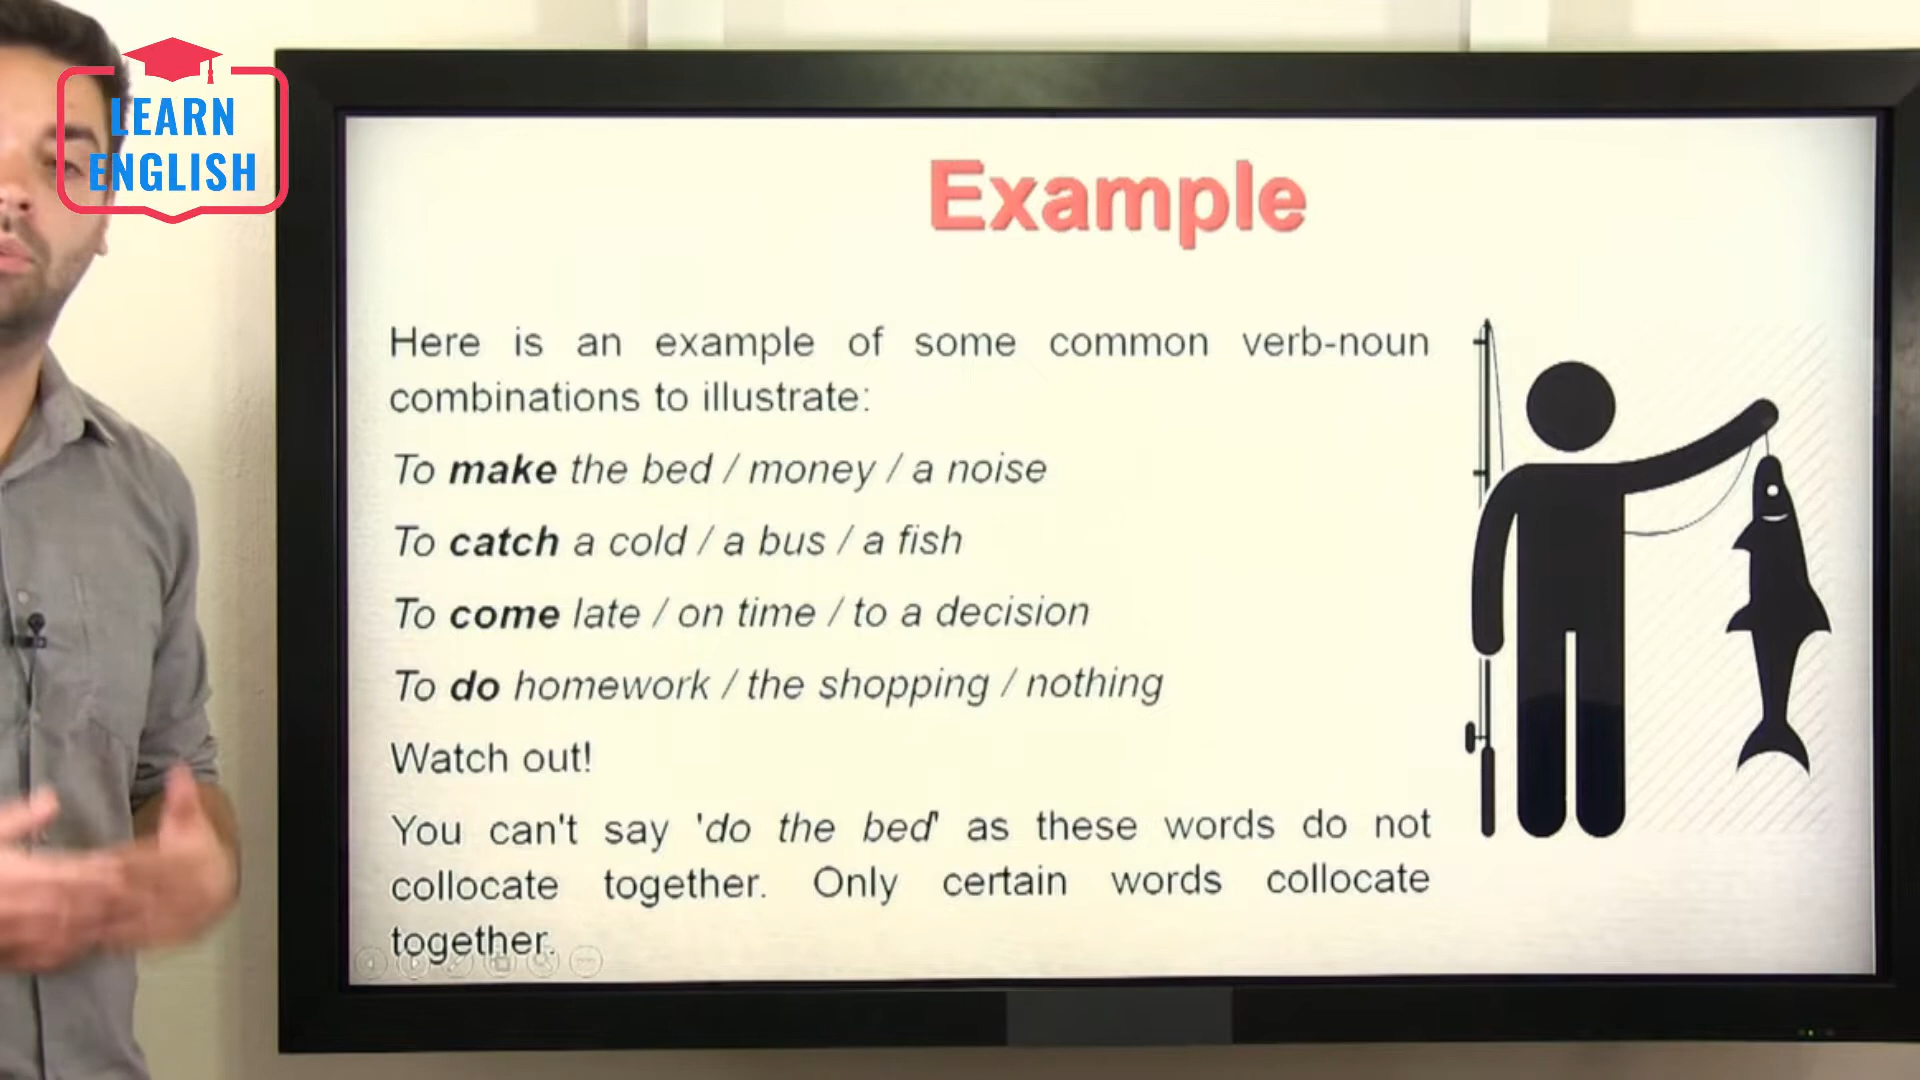 LEARN
ENGLISH
Example
Here is an example of some common verb-noun
combinations to illustrate:
To make the bed / money / a noise
To catch a cold / a bus / a fish
To come late / on time / to a decision
To do homework / the shopping / nothing
Watch out!
You can't say 'do the bed' as these words do not
collocate together. Only certain words collocate
together.